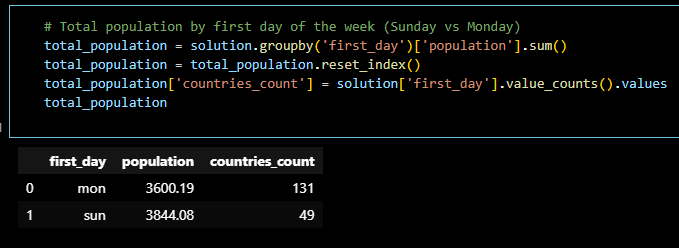 # Total population by first day of the week (Sunday vs Monday)
total_population = solution.groupby('first_day')['population'].sum()
total_population = total_population.reset_index()
total_population['countries_count'] = solution['first_day'].value_counts().values
total_population
first_day population countries_count
0 mon 3600.19 131
1 sun 3844.08 49